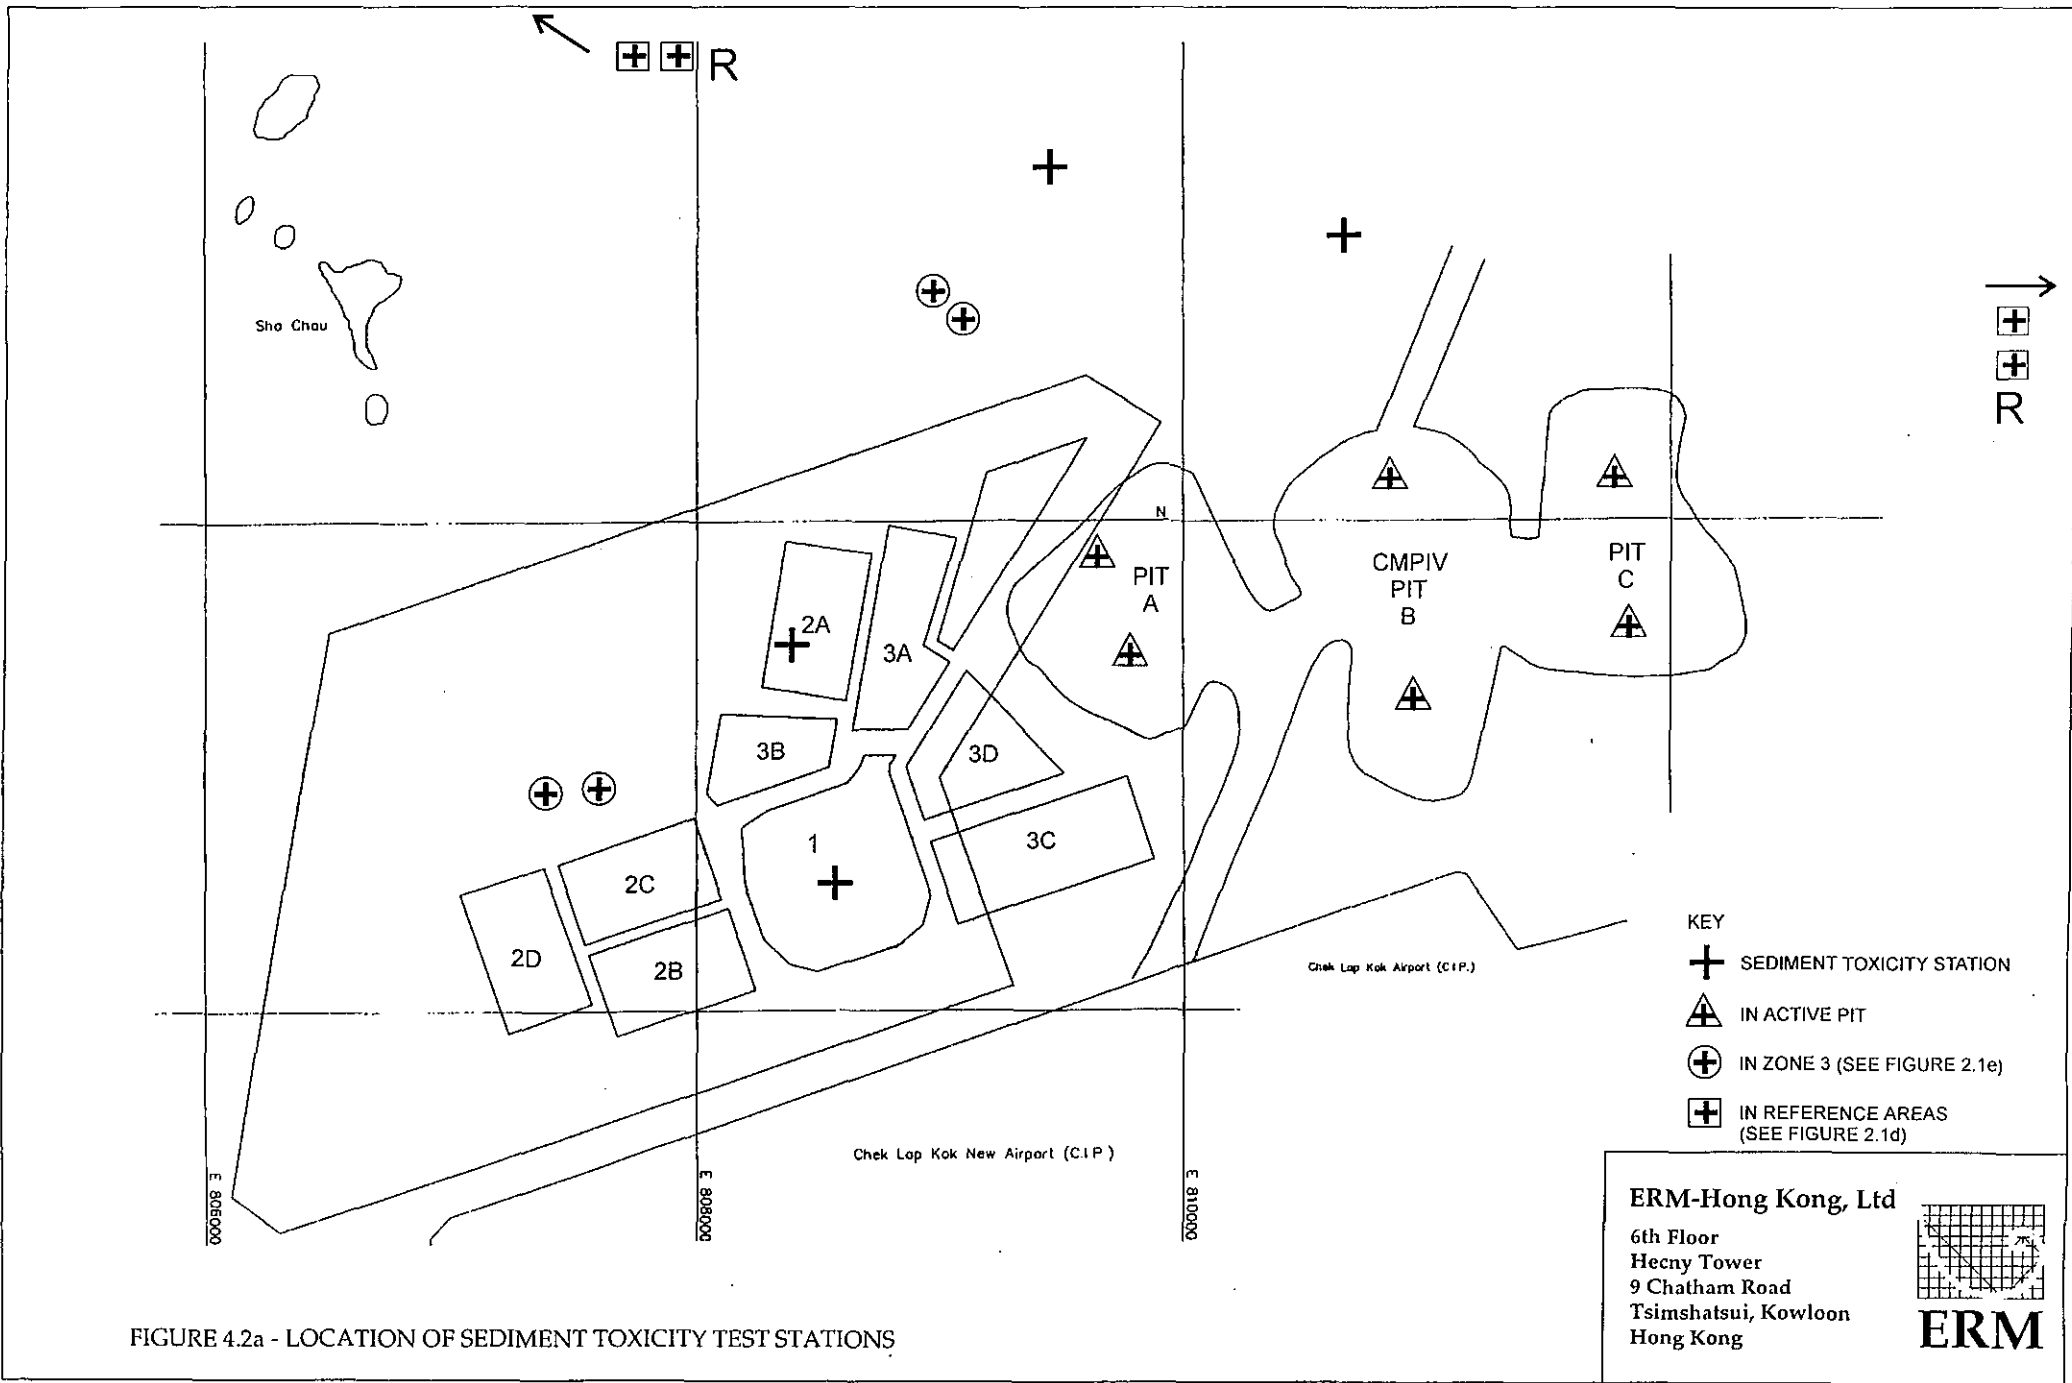 R
Sha Chau
R
N
2A
3A
PIT
A
CMPIV
PIT
B
PIT
C
3B
3D
1
3C
2C
2D
2B
Chek Lap Kok Airport (C.I.P.)
Chek Lap Kok New Airport (C.I.P)
E 806000
E 808000
E 810000
KEY
SEDIMENT TOXICITY STATION
IN ACTIVE PIT
IN ZONE 3 (SEE FIGURE 2.1e)
IN REFERENCE AREAS
(SEE FIGURE 2.1d)
ERM-Hong Kong, Ltd
6th Floor
Hecny Tower
9 Chatham Road
Tsimshatsui, Kowloon
Hong Kong
ERM
FIGURE 4.2a - LOCATION OF SEDIMENT TOXICITY TEST STATIONS